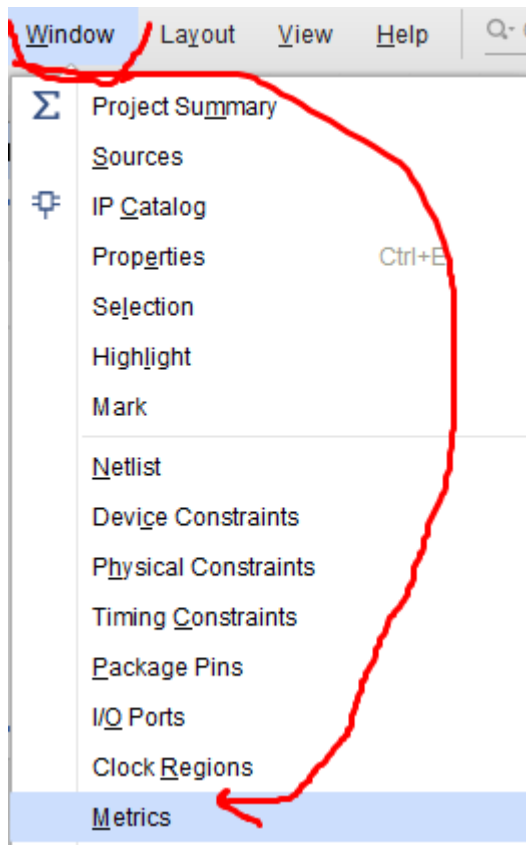 Window Layout View Help
Project Summary
Sources
IP Catalog
Properties Ctrl+E
Selection
Highlight
Mark
Netlist
Device Constraints
Physical Constraints
Timing Constraints
Package Pins
I/O Ports
Clock Regions
Metrics